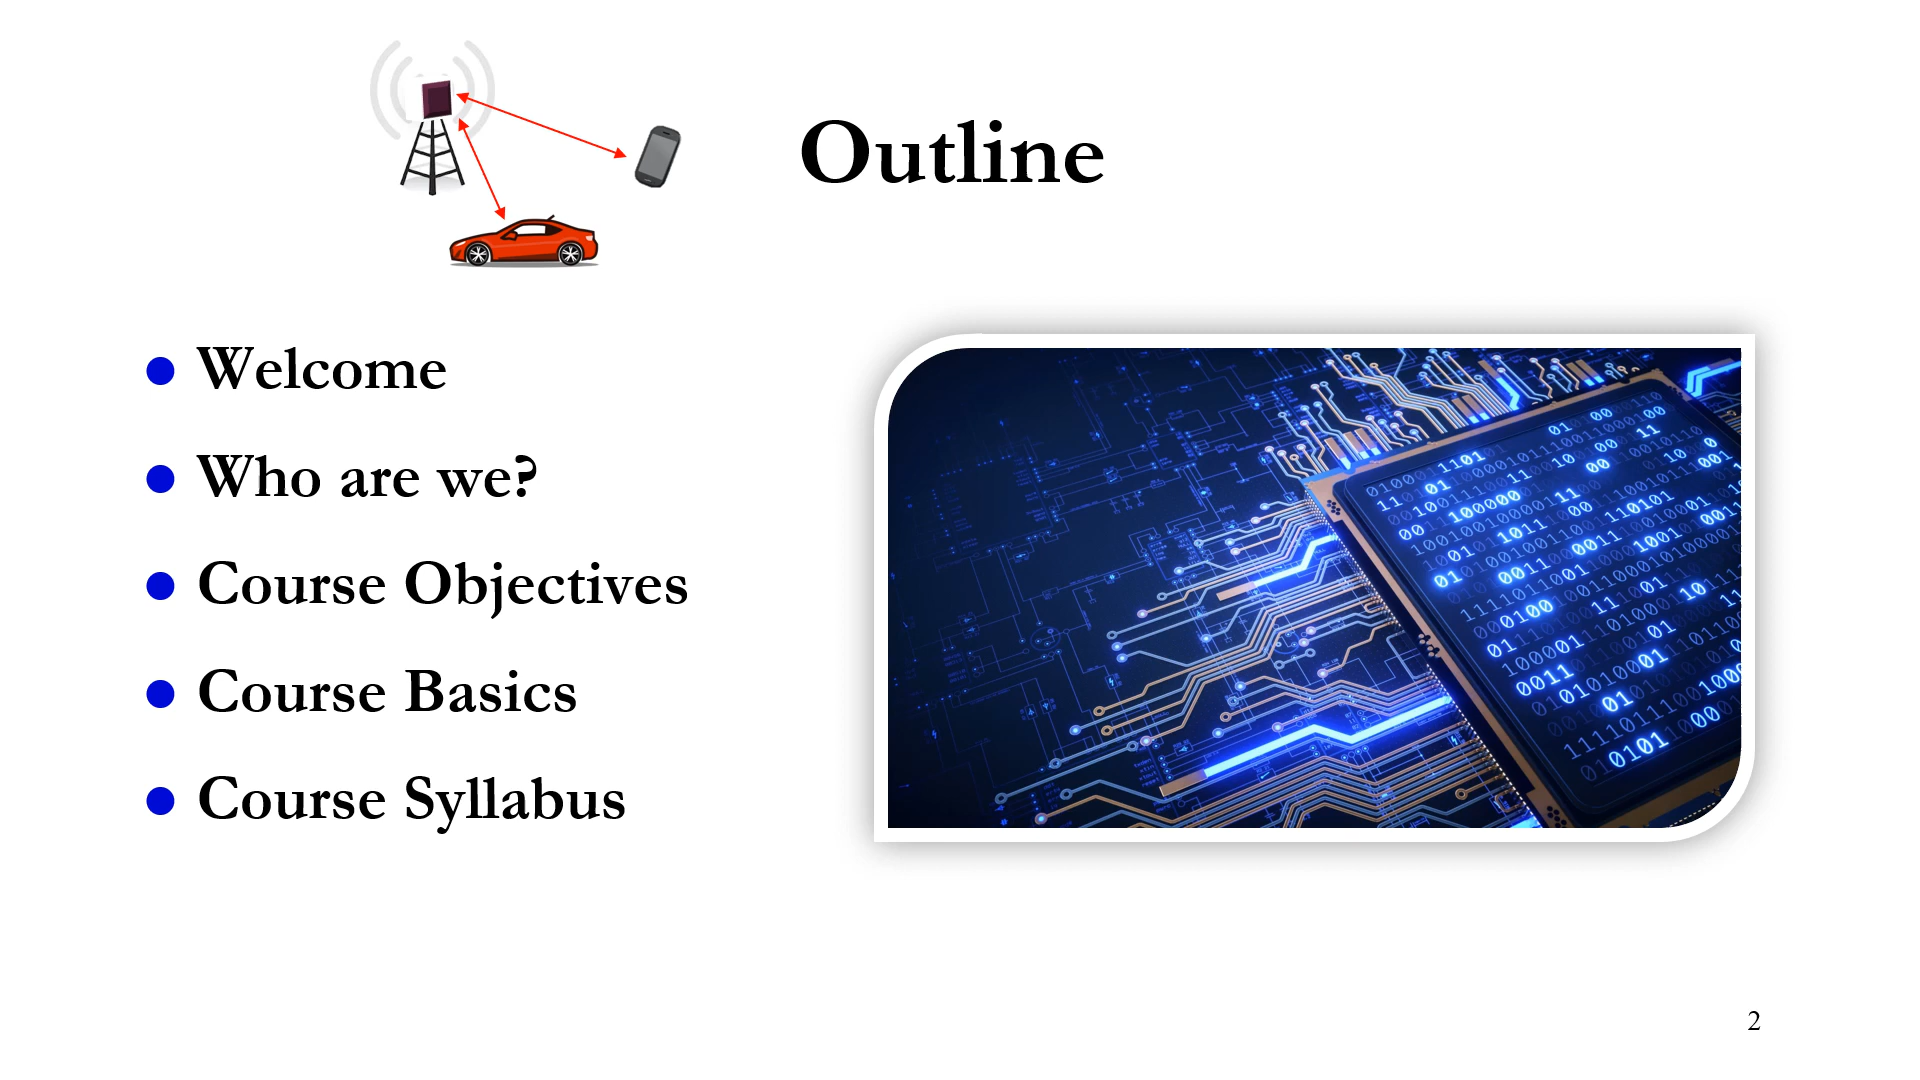 Outline
Welcome
Who are we?
Course Objectives
Course Basics
Course Syllabus
2